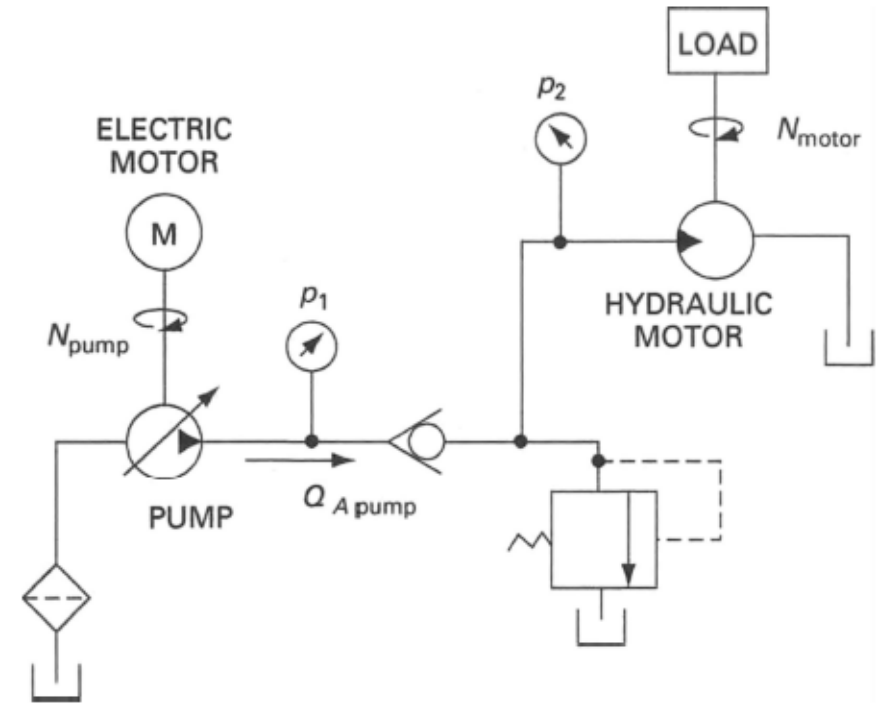 LOAD
p2
Nmotor
ELECTRIC
MOTOR
M
p1
HYDRAULIC
MOTOR
Npump
PUMP
QA pump